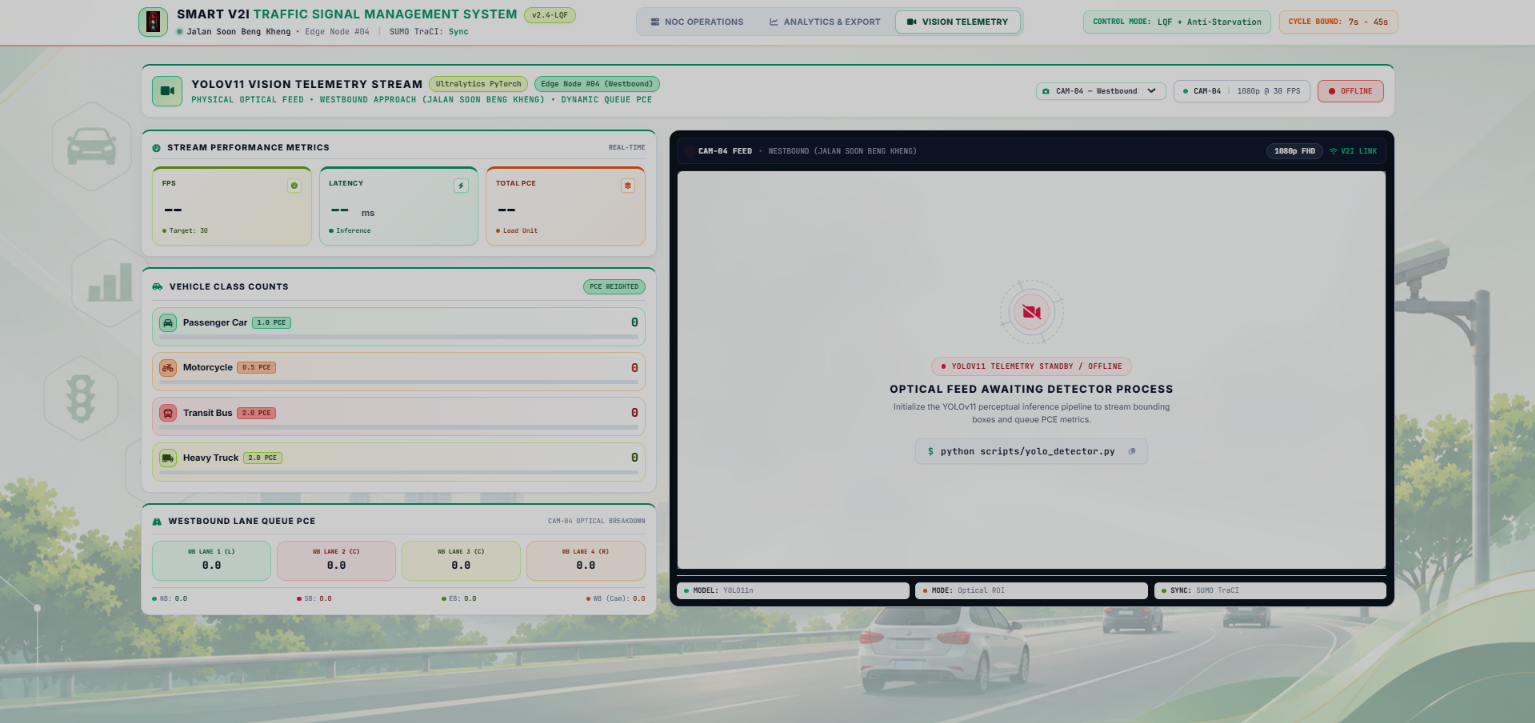 SMART V2I TRAFFIC SIGNAL MANAGEMENT SYSTEM v2.4-LQF
Jalan Soon Beng Kheng • Edge Node #04 | SUMO TraCI: Sync
NOC OPERATIONS
ANALYTICS & EXPORT
VISION TELEMETRY
CONTROL MODE: LQF + Anti-Starvation
CYCLE BOUND: 7s - 45s
YOLOV11 VISION TELEMETRY STREAM Ultralytics PyTorch Edge Node #04 (Westbound)
PHYSICAL OPTICAL FEED • WESTBOUND APPROACH (JALAN SOON BENG KHENG) • DYNAMIC QUEUE PCE
CAM-04 — Westbound
CAM-04 | 1080p @ 30 FPS
OFFLINE
STREAM PERFORMANCE METRICS REAL-TIME
FPS
--
Target: 30
LATENCY
-- ms
Inference
TOTAL PCE
--
Load Unit
VEHICLE CLASS COUNTS PCE WEIGHTED
Passenger Car 1.0 PCE 0
Motorcycle 0.5 PCE 0
Transit Bus 2.0 PCE 0
Heavy Truck 2.0 PCE 0
WESTBOUND LANE QUEUE PCE CAM-04 OPTICAL BREAKDOWN
WB LANE 1 (L)
0.0
WB LANE 2 (C)
0.0
WB LANE 3 (C)
0.0
WB LANE 4 (R)
0.0
NB: 0.0 SB: 0.0 EB: 0.0 WB (Cam): 0.0
CAM-04 FEED • WESTBOUND (JALAN SOON BENG KHENG) 1080p FHD V2I LINK
YOLOV11 TELEMETRY STANDBY / OFFLINE
OPTICAL FEED AWAITING DETECTOR PROCESS
Initialize the YOLOv11 perceptual inference pipeline to stream bounding
boxes and queue PCE metrics.
$ python scripts/yolo_detector.py
MODEL: YOLO11n
MODE: Optical ROI
SYNC: SUMO TraCI